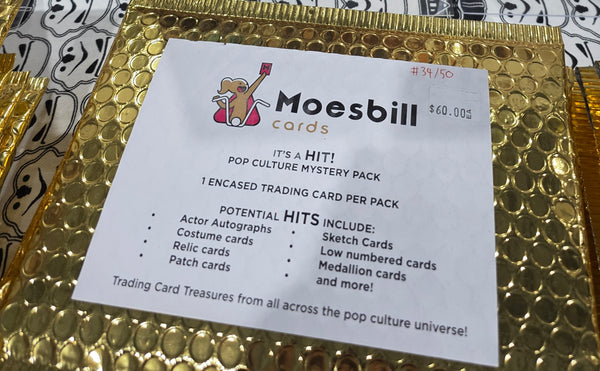 #34/50
$60.00
Moesbill
cards
IT'S A HIT!
POP CULTURE MYSTERY PACK
1 ENCASED TRADING CARD PER PACK
POTENTIAL HITS INCLUDE:
• Actor Autographs
• Costume cards
• Relic cards
• Patch cards
• Sketch Cards
• Low numbered cards
• Medallion cards
• and more!
Trading Card Treasures from all across the pop culture universe!